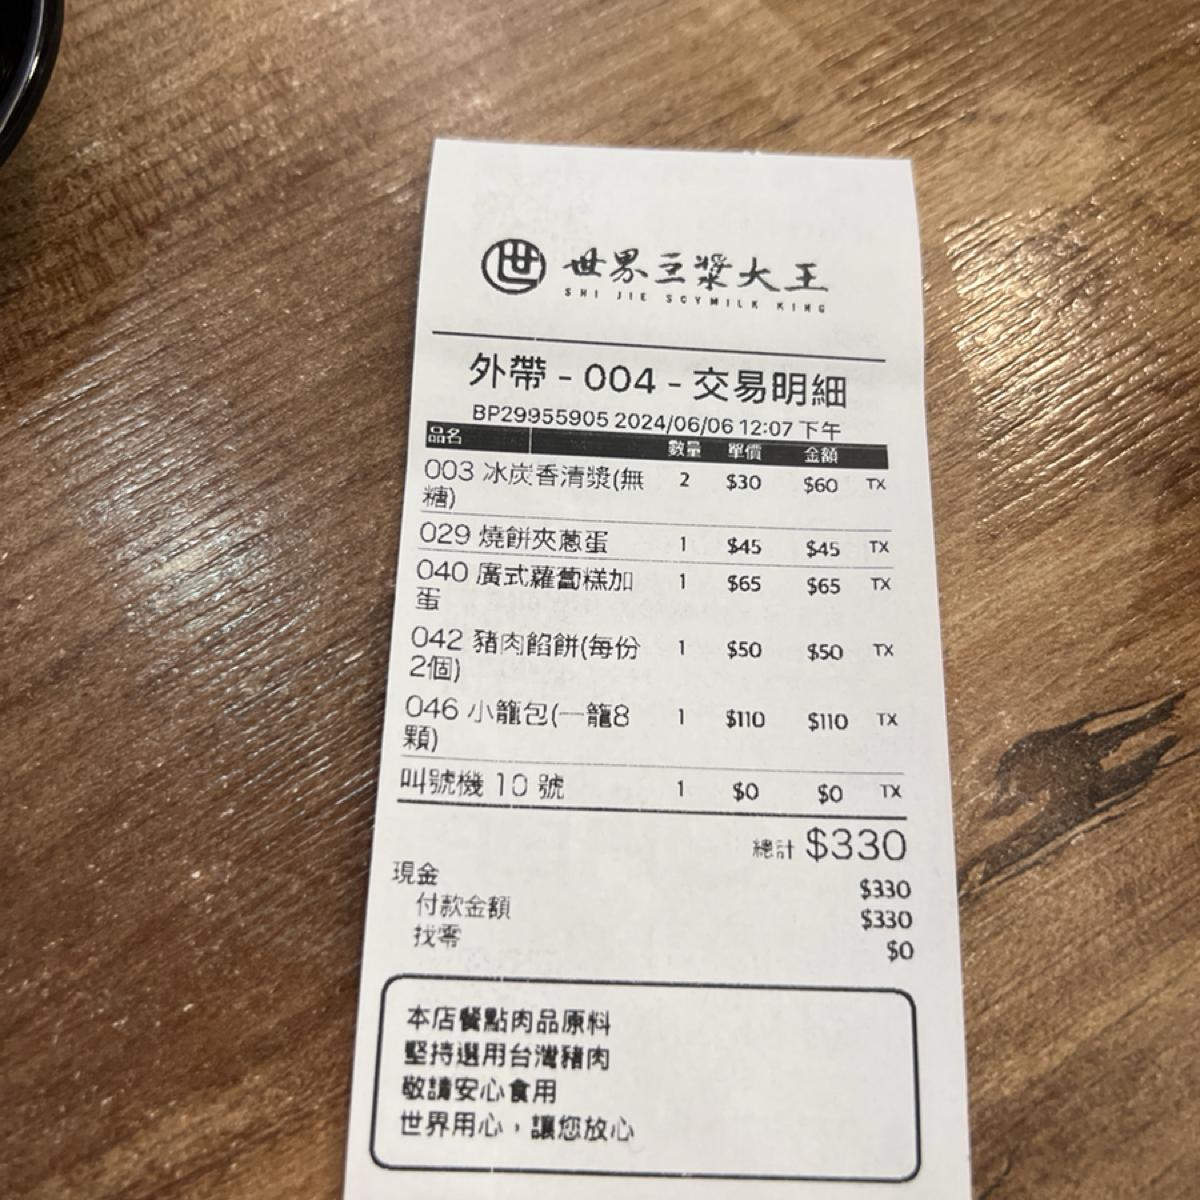 世 世界豆漿大王
SHI JIE SOYMILK KING
外帶 - 004 - 交易明細
BP29955905 2024/06/06 12:07 下午
品名 數量 單價 金額
003 冰炭香清漿(無 2 $30 $60 TX
糖)
029 燒餅夾蔥蛋 1 $45 $45 TX
040 廣式蘿蔔糕加 1 $65 $65 TX
蛋
042 豬肉餡餅(每份 1 $50 $50 TX
2個)
046 小籠包(一籠8 1 $110 $110 TX
顆)
叫號機 10 號 1 $0 $0 TX
總計 $330
現金 $330
付款金額 $330
找零 $0
本店餐點肉品原料
堅持選用台灣豬肉
敬請安心食用
世界用心，讓您放心